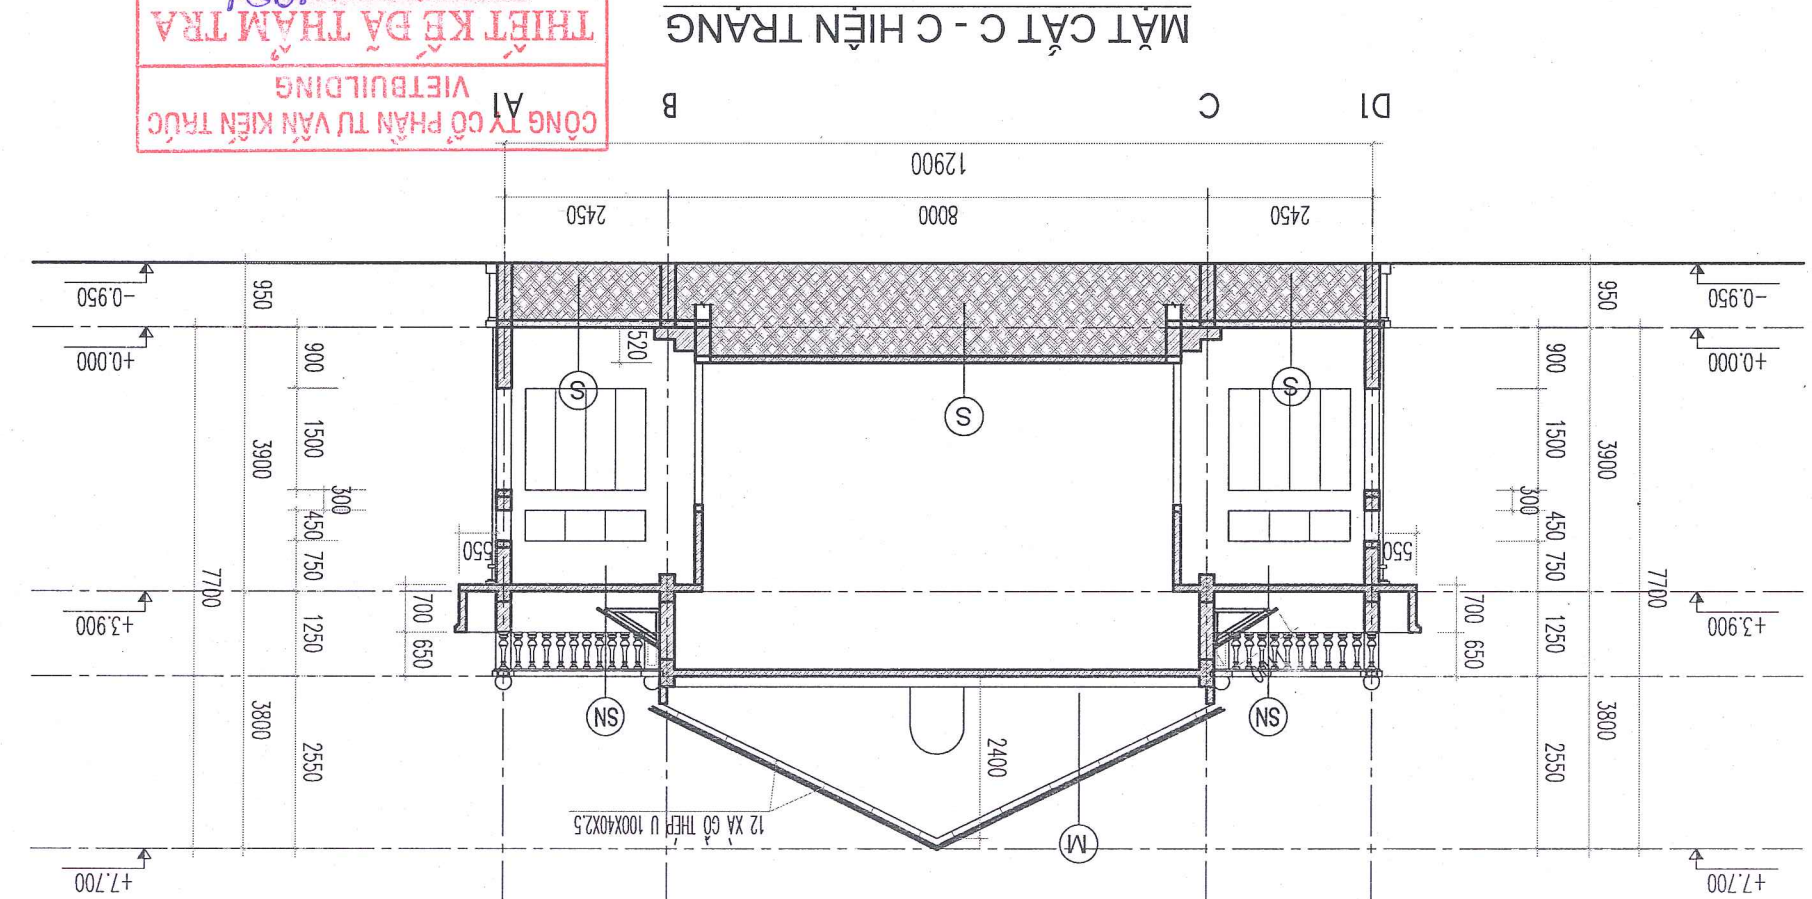 +7.700
+7.700
M
12 XÀ GỒ THÉP U 100X40X2.5
2550
2400
2550
3800
3800
SN
SN
650
650
1250
700
700
1250
+3.900
+3.900
7700
7700
750
550
550
750
450
450
300
300
1500
3900
3900
1500
S
S
S
900
520
900
+0.000
+0.000
950
950
-0.950
-0.950
2450
8000
2450
12900
D1
C
B
A1
MẶT CẮT C - C HIỆN TRẠNG
CÔNG TY CỔ PHẦN TƯ VẤN KIẾN TRÚC
VIETBUILDING
THIẾT KẾ ĐÃ THẨM TRA